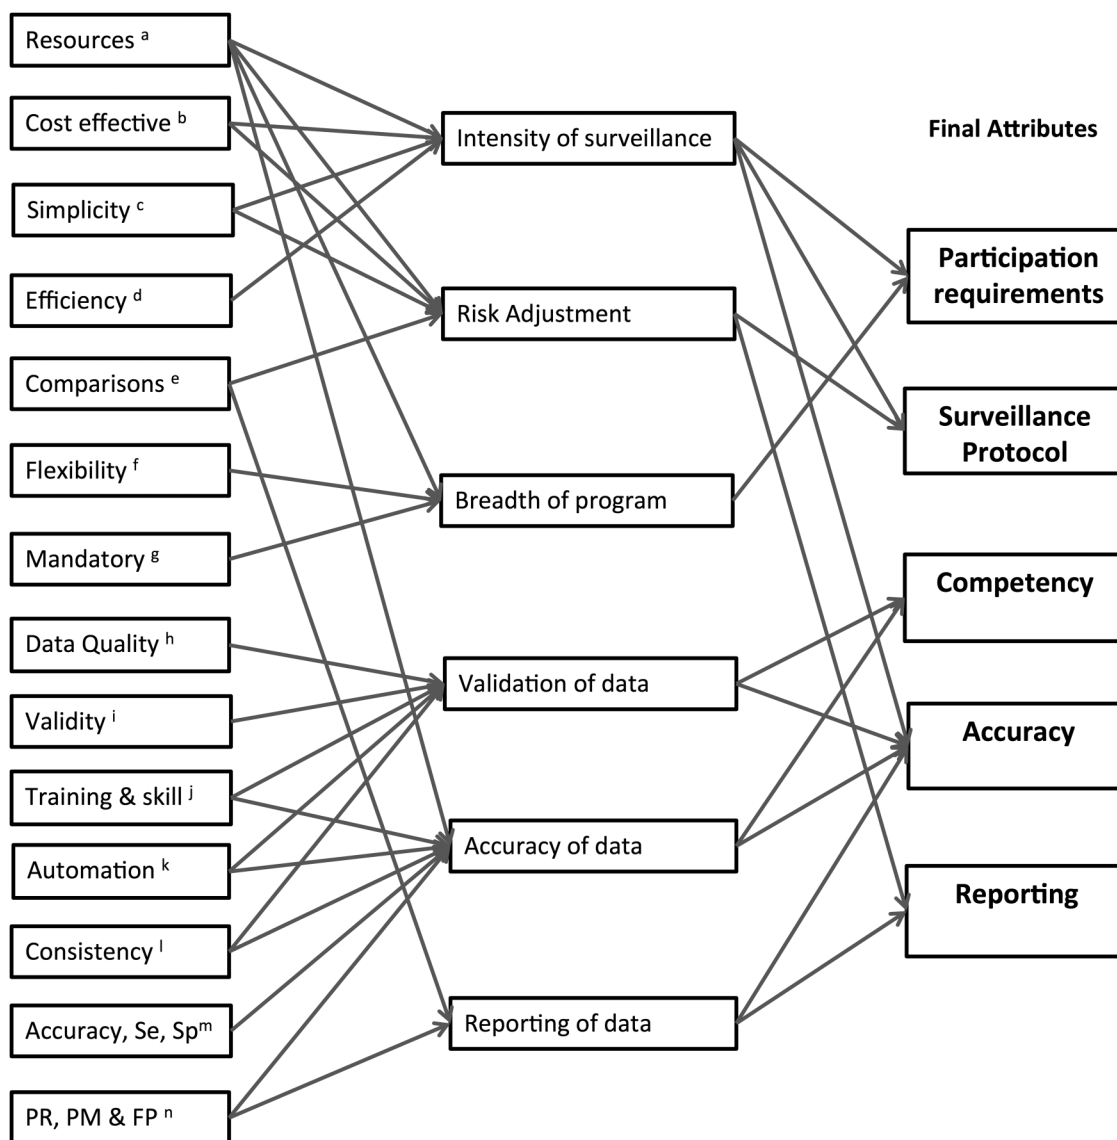 Resources a
Cost effective b
Simplicity c
Efficiency d
Comparisons e
Flexibility f
Mandatory g
Data Quality h
Validity i
Training & skill j
Automation k
Consistency l
Accuracy, Se, Sp m
PR, PM & FP n
Intensity of surveillance
Risk Adjustment
Breadth of program
Validation of data
Accuracy of data
Reporting of data
Final Attributes
Participation
requirements
Surveillance
Protocol
Competency
Accuracy
Reporting